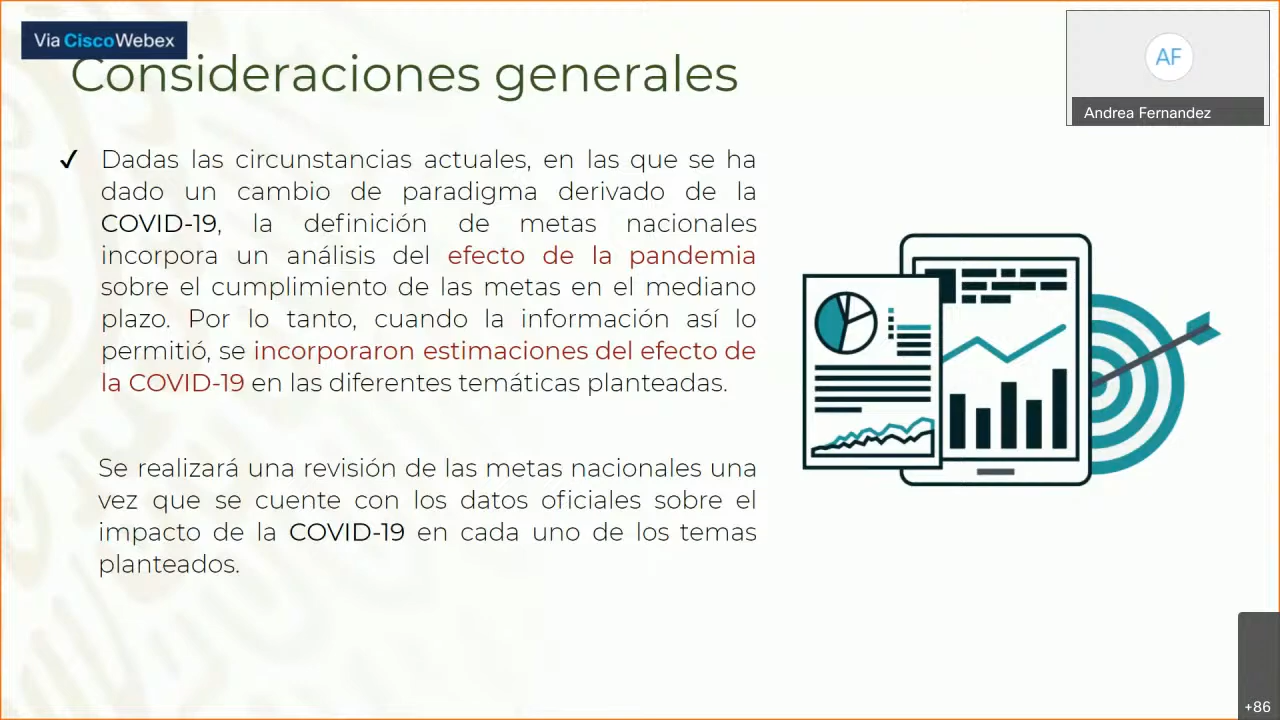 Via CiscoWebex
Consideraciones generales
AF
Andrea Fernandez
✓ Dadas las circunstancias actuales, en las que se ha
dado un cambio de paradigma derivado de la
COVID-19, la definición de metas nacionales
incorpora un análisis del efecto de la pandemia
sobre el cumplimiento de las metas en el mediano
plazo. Por lo tanto, cuando la información así lo
permitió, se incorporaron estimaciones del efecto de
la COVID-19 en las diferentes temáticas planteadas.
Se realizará una revisión de las metas nacionales una
vez que se cuente con los datos oficiales sobre el
impacto de la COVID-19 en cada uno de los temas
planteados.
+86